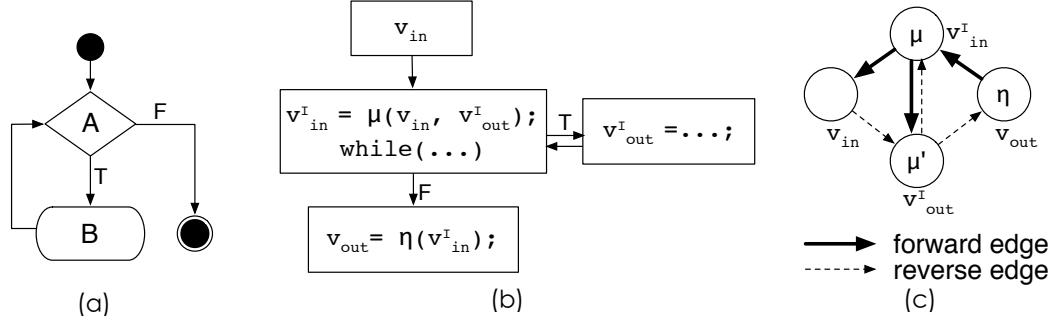 A
F
T
B
(a)
v_in
v^I_in = μ(v_in, v^I_out);
while(...)
T
v^I_out =...;
F
v_out= η(v^I_in);
(b)
μ
v^I_in
v_in
η
v_out
μ'
v^I_out
forward edge
reverse edge
(c)